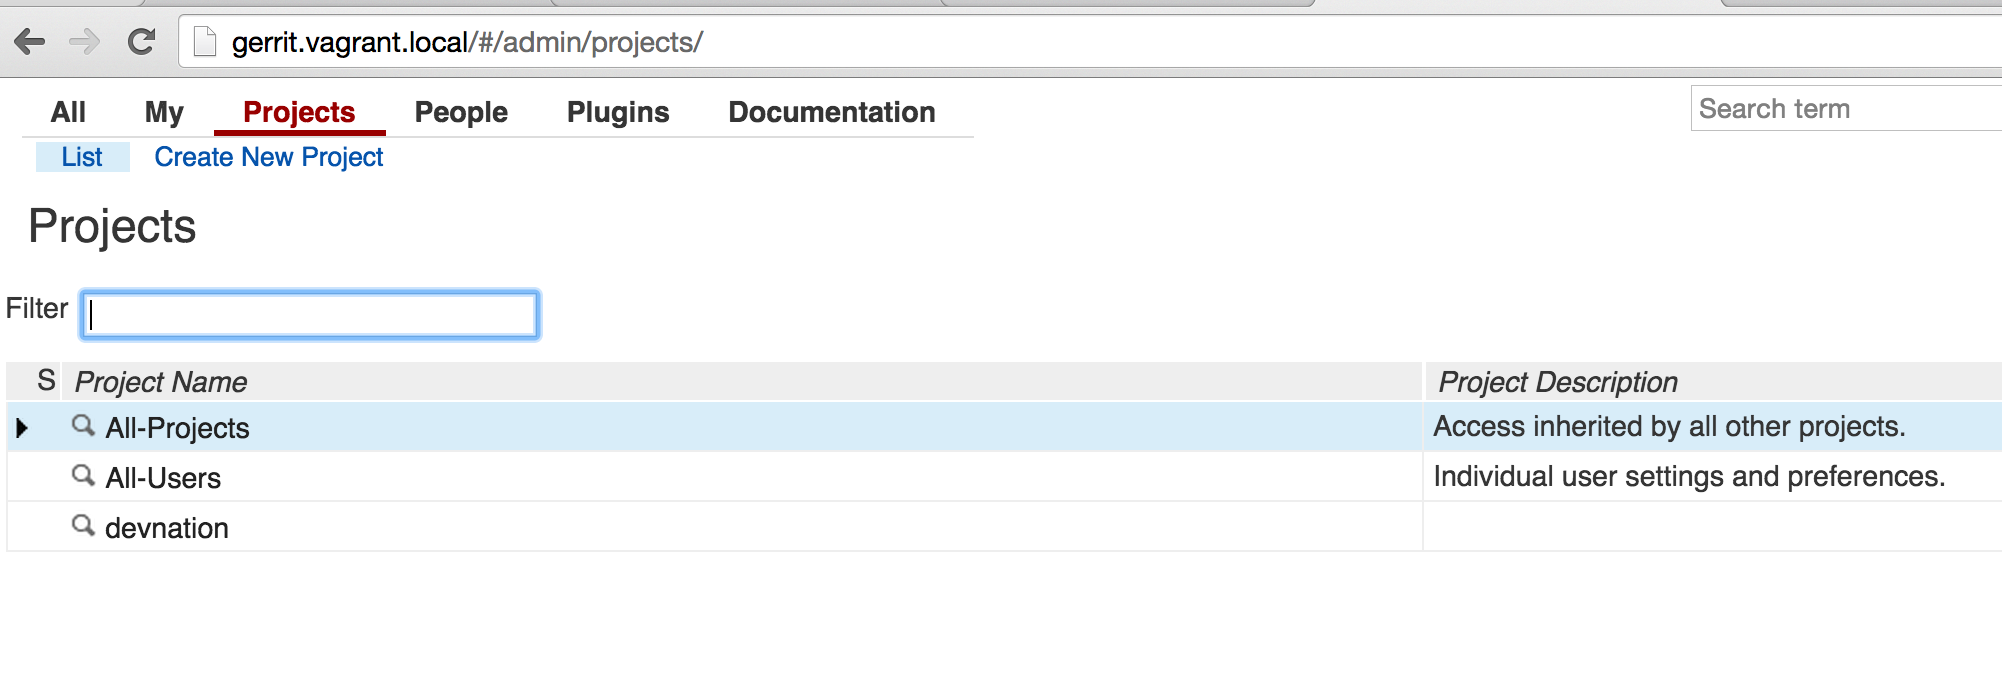 gerrit.vagrant.local/#/admin/projects/
All My Projects People Plugins Documentation Search term
List Create New Project
Projects
Filter
S Project Name Project Description
All-Projects Access inherited by all other projects.
All-Users Individual user settings and preferences.
devnation